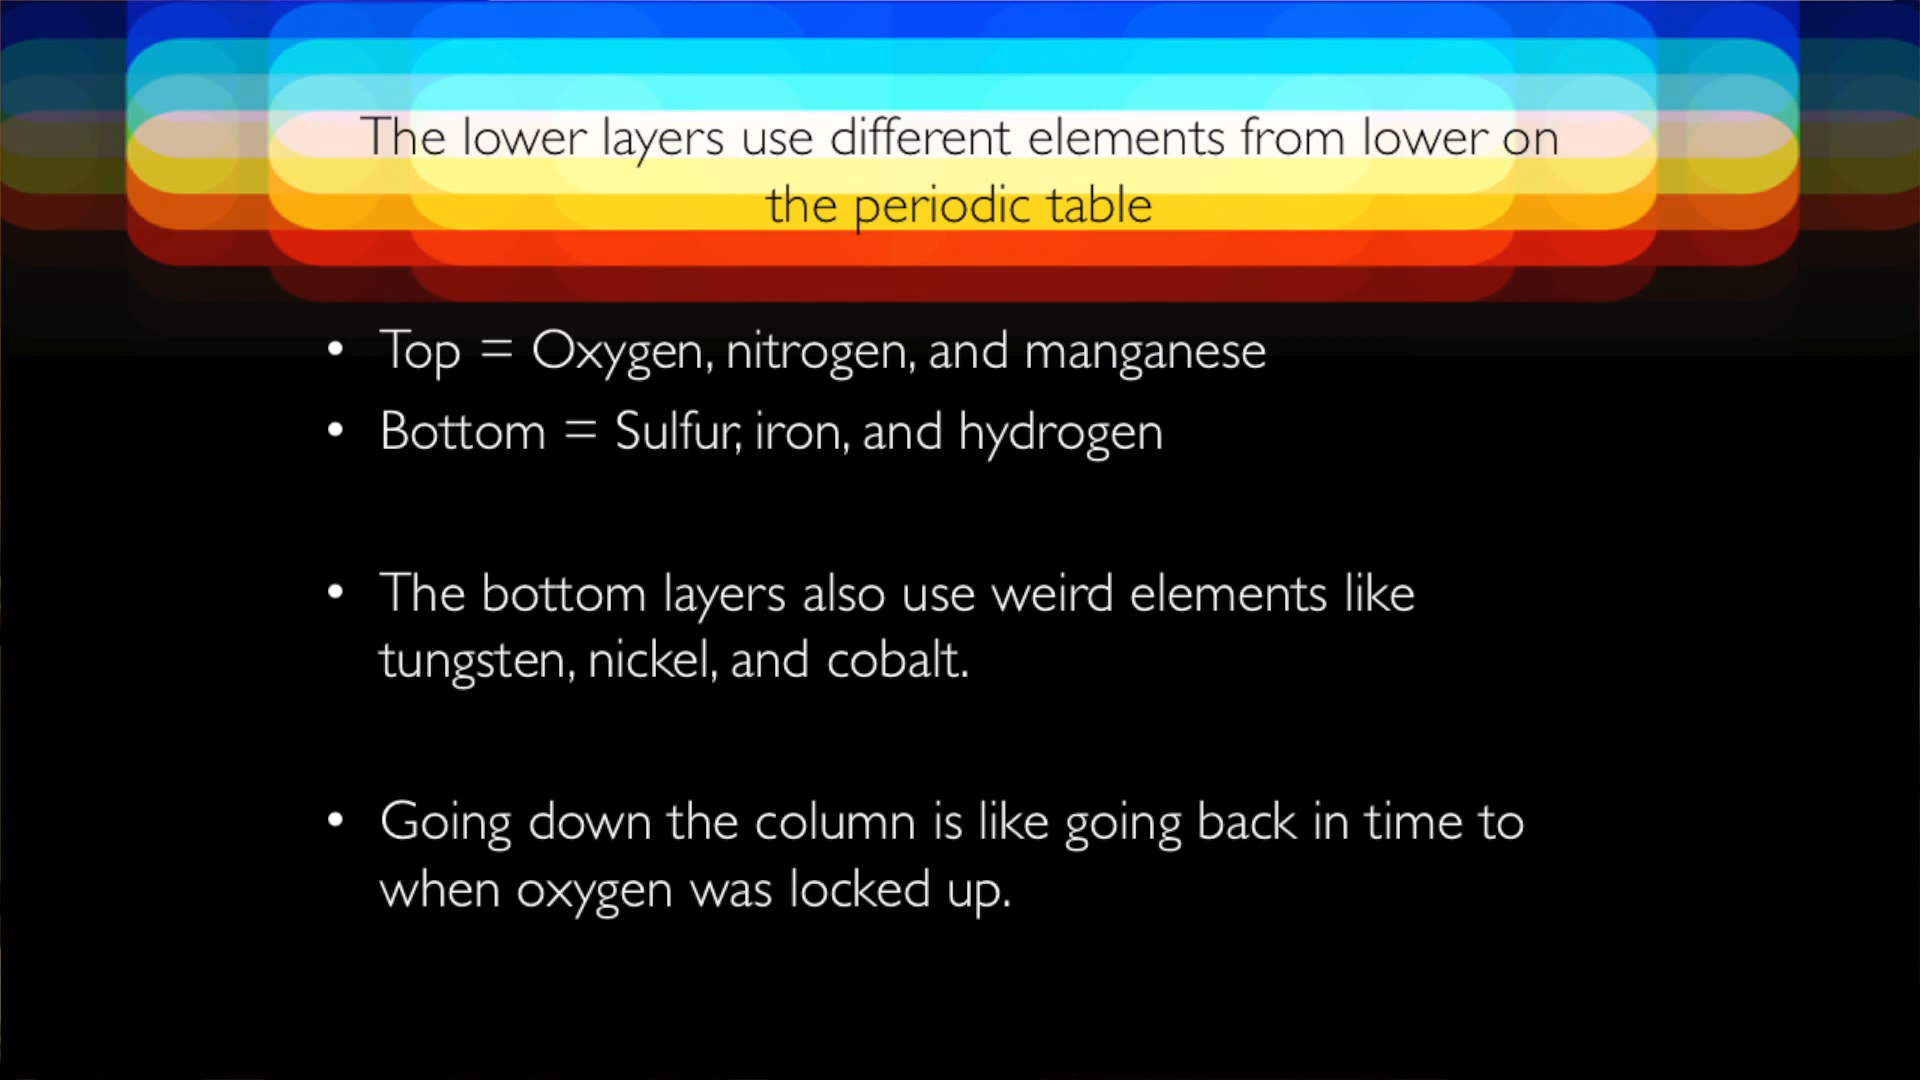 The lower layers use different elements from lower on
the periodic table
• Top = Oxygen, nitrogen, and manganese
• Bottom = Sulfur, iron, and hydrogen
• The bottom layers also use weird elements like
tungsten, nickel, and cobalt.
• Going down the column is like going back in time to
when oxygen was locked up.